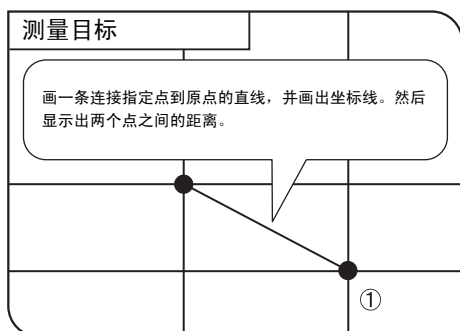 测量目标
画一条连接指定点到原点的直线，并画出坐标线。然后
显示出两个点之间的距离。
①